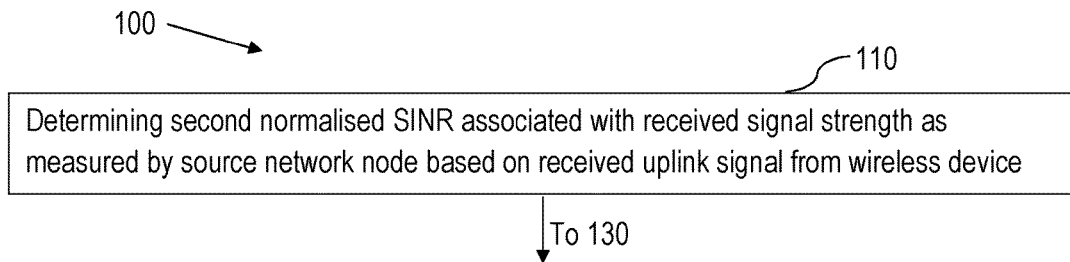 100
110
Determining second normalised SINR associated with received signal strength as
measured by source network node based on received uplink signal from wireless device
To 130